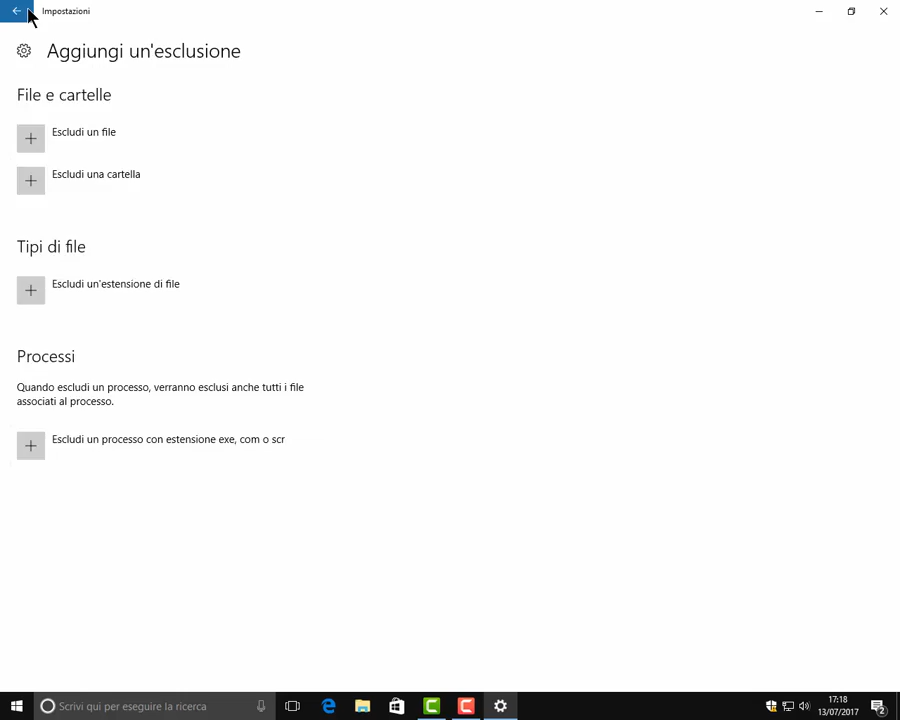 Impostazioni
Aggiungi un'esclusione
File e cartelle
Escludi un file
Escludi una cartella
Tipi di file
Escludi un'estensione di file
Processi
Quando escludi un processo, verranno esclusi anche tutti i file
associati al processo.
Escludi un processo con estensione exe, com o scr
Scrivi qui per eseguire la ricerca
17:18
13/07/2017
2